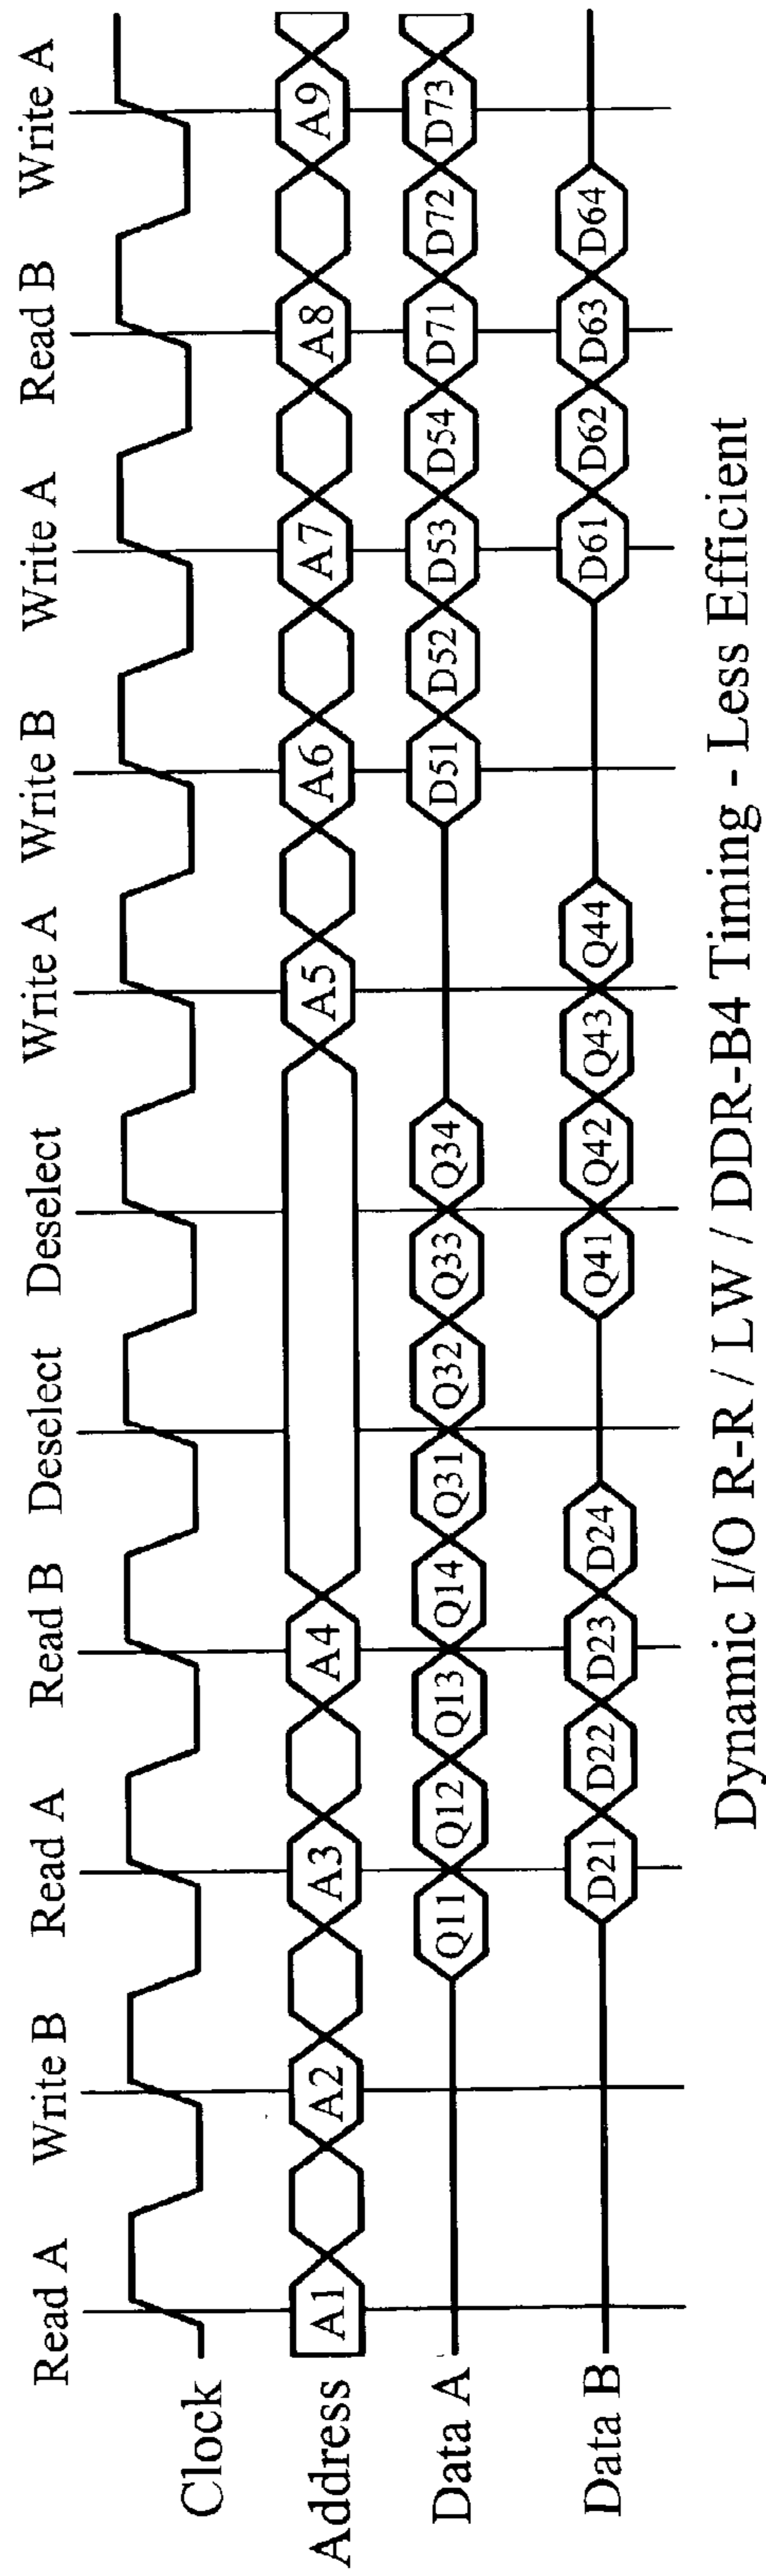 Read A Write B Read A Read B Deselect Deselect Write A Write B Write A Read B Write A
Clock
Address A1 A2 A3 A4 A5 A6 A7 A8 A9
Data A Q11 Q12 Q13 Q14 Q31 Q32 Q33 Q34 D51 D52 D53 D54 D71 D72 D73
Data B D21 D22 D23 D24 Q41 Q42 Q43 Q44 D61 D62 D63 D64
Dynamic I/O R-R / LW / DDR-B4 Timing - Less Efficient